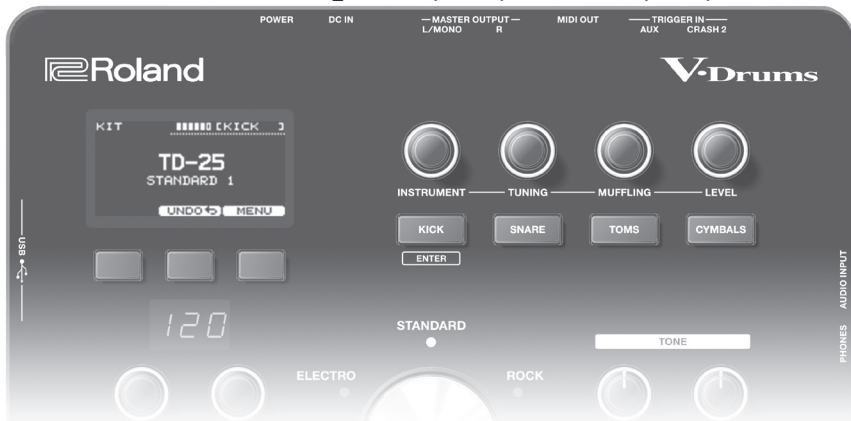 POWER DC IN MASTER OUTPUT MIDI OUT TRIGGER IN
L/MONO R AUX CRASH 2
Roland
V-Drums
KIT [KICK ]
TD-25
STANDARD 1
UNDO MENU
INSTRUMENT TUNING MUFFLING LEVEL
KICK SNARE TOMS CYMBALS
ENTER
USB
120
AUDIO INPUT
PHONES
STANDARD
TONE
ELECTRO ROCK